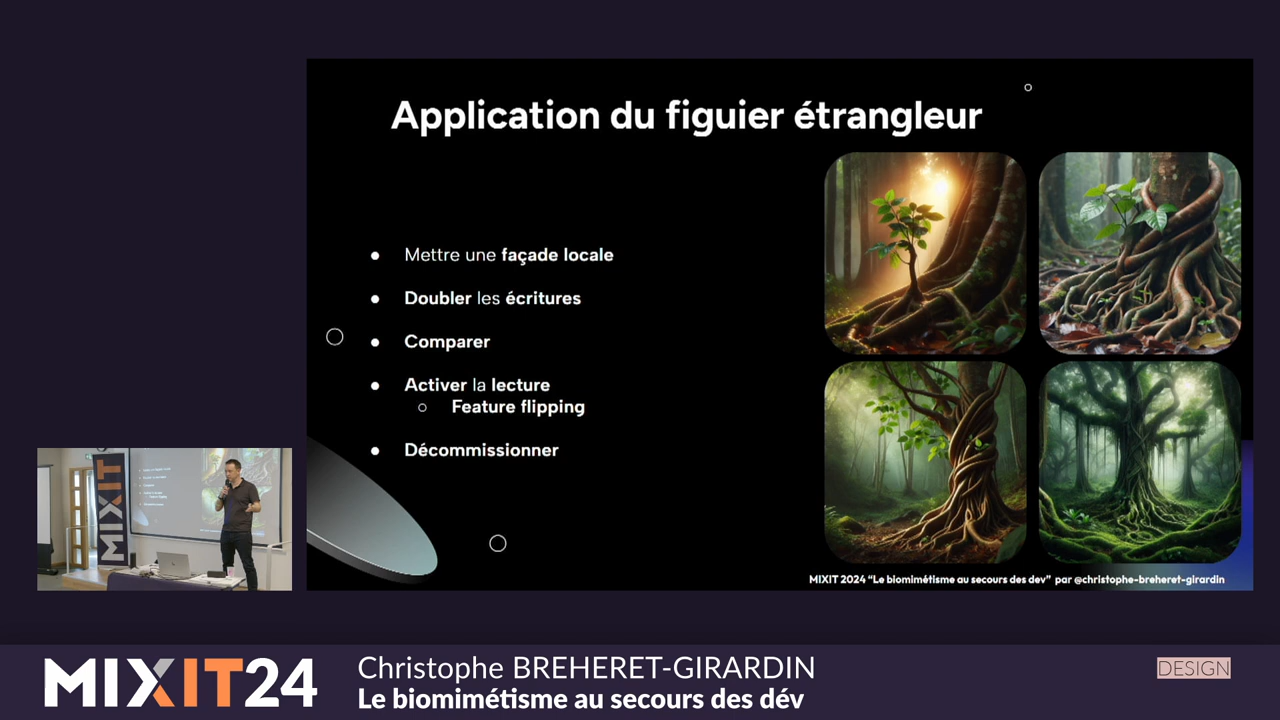 Application du figuier étrangleur
● Mettre une façade locale
● Doubler les écritures
● Comparer
● Activer la lecture
○ Feature flipping
● Décommissionner
MIXIT 2024 “Le biomimétisme au secours des dev” par @christophe-breheret-girardin
MIXIT
MIXIT24
Christophe BREHERET-GIRARDIN
Le biomimétisme au secours des dév
DESIGN